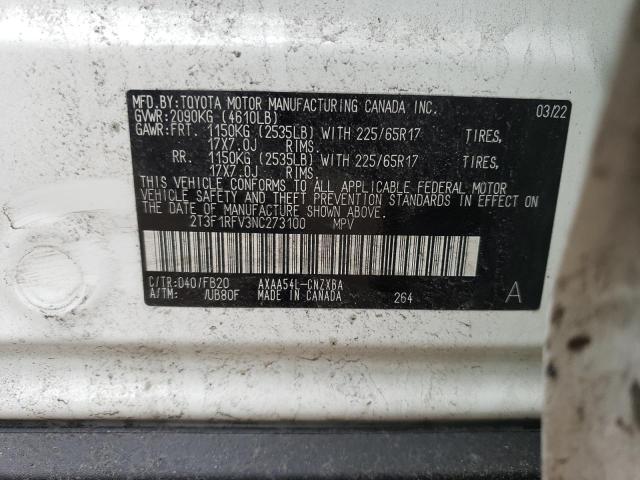 MFD.BY:TOYOTA MOTOR MANUFACTURING CANADA INC. 03/22
GVWR:2090KG (4610LB)
GAWR:FRT. 1150KG (2535LB) WITH 225/65R17 TIRES,
17X7.0J RIMS.
RR. 1150KG (2535LB) WITH 225/65R17 TIRES,
17X7.0J RIMS.
THIS VEHICLE CONFORMS TO ALL APPLICABLE FEDERAL MOTOR
VEHICLE SAFETY AND THEFT PREVENTION STANDARDS IN EFFECT ON
THE DATE OF MANUFACTURE SHOWN ABOVE.
2T3F1RFV3NC273100 MPV
C/TR:040/FB20 AXAA54L-CNZXBA
A/TM: /UB80F MADE IN CANADA 264 A